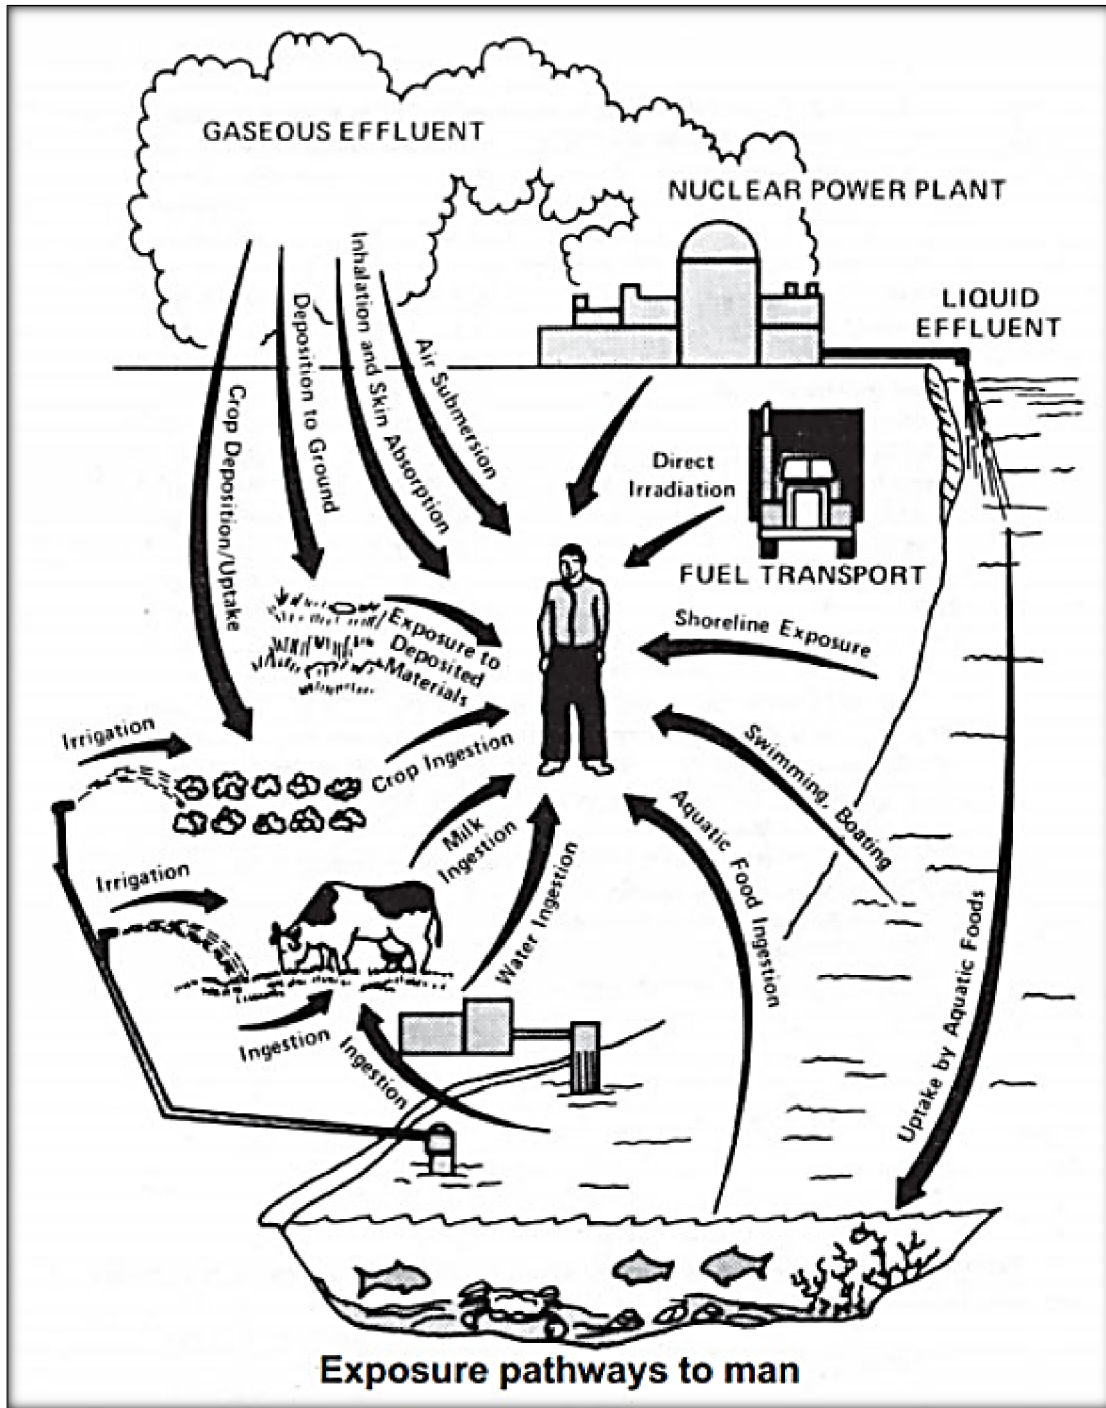 GASEOUS EFFLUENT
NUCLEAR POWER PLANT
LIQUID
EFFLUENT
Inhalation and Skin Absorption
Deposition to Ground
Air Submersion
Crop Deposition/Uptake
Direct
Irradiation
FUEL TRANSPORT
Exposure to
Deposited
Materials
Shoreline Exposure
Irrigation
Crop Ingestion
Swimming, Boating
Milk
Ingestion
Aquatic Food Ingestion
Irrigation
Water Ingestion
Uptake by Aquatic Foods
Ingestion
Ingestion
Exposure pathways to man